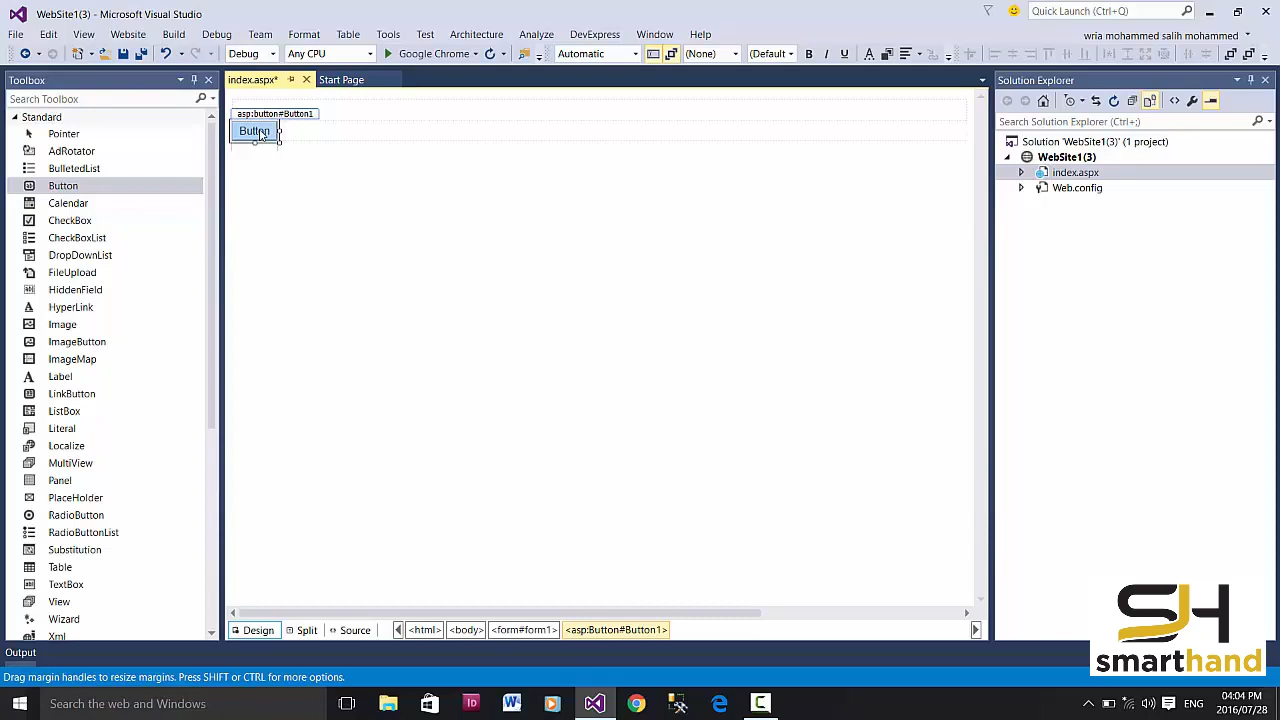 WebSite1(3) - Microsoft Visual Studio
Quick Launch (Ctrl+Q)
File Edit View Website Build Debug Team Format Table Tools Test Architecture Analyze DevExpress Window Help
wria mohammed salih mohammed
Debug Any CPU Google Chrome Automatic (None) (Default B I U A
Toolbox
index.aspx* Start Page
Solution Explorer
Search Toolbox
Search Solution Explorer (Ctrl+;)
Standard
Pointer
AdRotator
BulletedList
Button
Calendar
CheckBox
CheckBoxList
DropDownList
FileUpload
HiddenField
HyperLink
Image
ImageButton
ImageMap
Label
LinkButton
ListBox
Literal
Localize
MultiView
Panel
PlaceHolder
RadioButton
RadioButtonList
Substitution
Table
TextBox
View
Wizard
Xml
asp:button#Button1
Button
Solution 'WebSite1(3)' (1 project)
WebSite1(3)
index.aspx
Web.config
Design Split Source <html> <body> <form#form1> <asp:Button#Button1>
Output
Drag margin handles to resize margins. Press SHIFT or CTRL for more options.
SH
smarthand
Search the web and Windows
ENG
04:04 PM
2016/07/28